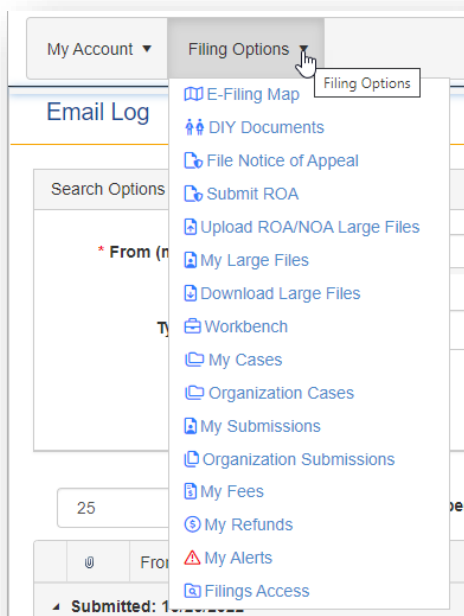 My Account
Filing Options
Filing Options
Email Log
E-Filing Map
DIY Documents
File Notice of Appeal
Search Options
Submit ROA
Upload ROA/NOA Large Files
* From
My Large Files
Download Large Files
Workbench
My Cases
Organization Cases
My Submissions
Organization Submissions
My Fees
25
My Refunds
My Alerts
Filings Access
Submitted: